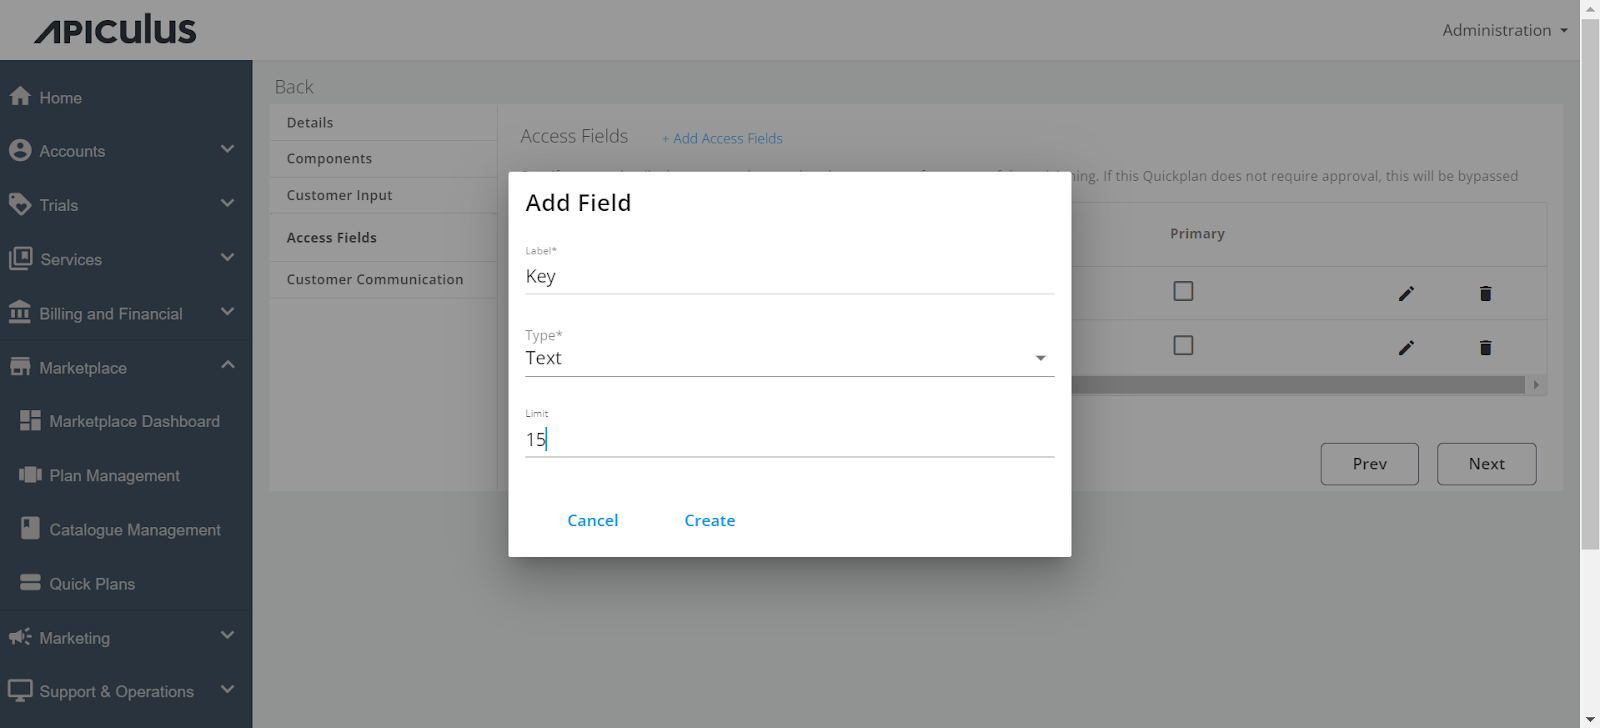 APICULUS
Administration
Home
Accounts
Trials
Services
Billing and Financial
Marketplace
Marketplace Dashboard
Plan Management
Catalogue Management
Quick Plans
Marketing
Support & Operations
Back
Details
Components
Customer Input
Access Fields
Customer Communication
Access Fields
+ Add Access Fields
ning. If this Quickplan does not require approval, this will be bypassed
Primary
Add Field
Label*
Key
Type*
Text
Limit
15
Cancel
Create
Prev
Next